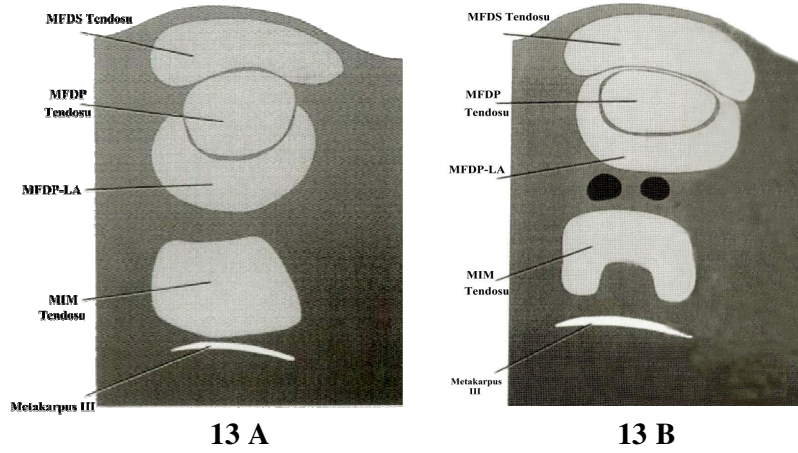 MFDS Tendosu
MFDP
Tendosu
MFDP-LA
MIM
Tendosu
Metakarpus III
13 A
MFDS Tendosu
MFDP
Tendosu
MFDP-LA
MIM
Tendosu
Metakarpus
III
13 B